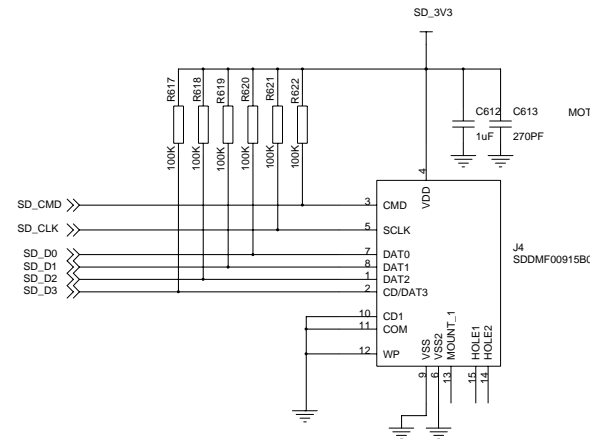 SD_3V3
R617
R618
R619
R620
R621
R622
100K
100K
100K
100K
100K
100K
C612
1uF
C613
270PF
MOT
SD_CMD
SD_CLK
SD_D0
SD_D1
SD_D2
SD_D3
3
5
7
8
1
2
10
11
12
4
VDD
CMD
SCLK
DAT0
DAT1
DAT2
CD/DAT3
CD1
COM
WP
VSS
VSS2
MOUNT_1
HOLE1
HOLE2
9
6
13
15
14
J4
SDDMF00915B0